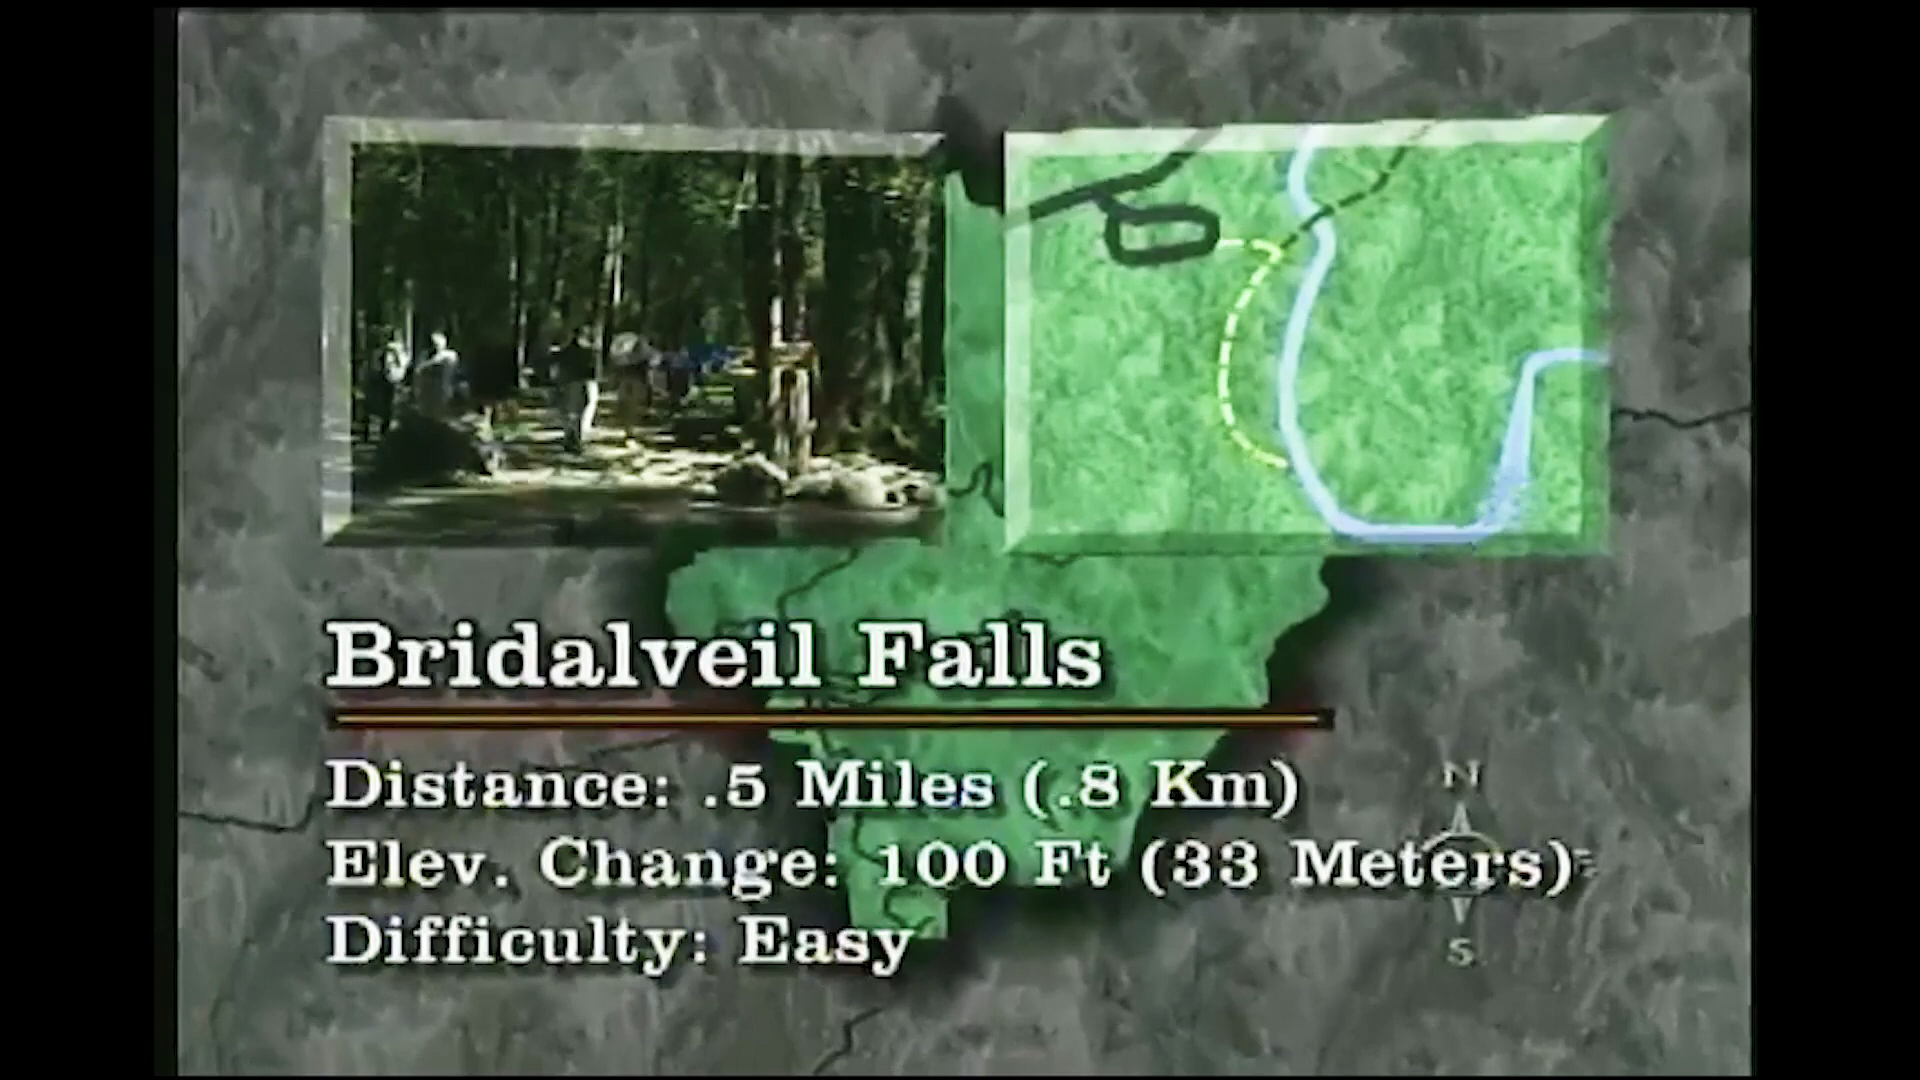 Bridalveil Falls
Distance: .5 Miles (.8 Km)
Elev. Change: 100 Ft (33 Meters)
Difficulty: Easy
N
E
S